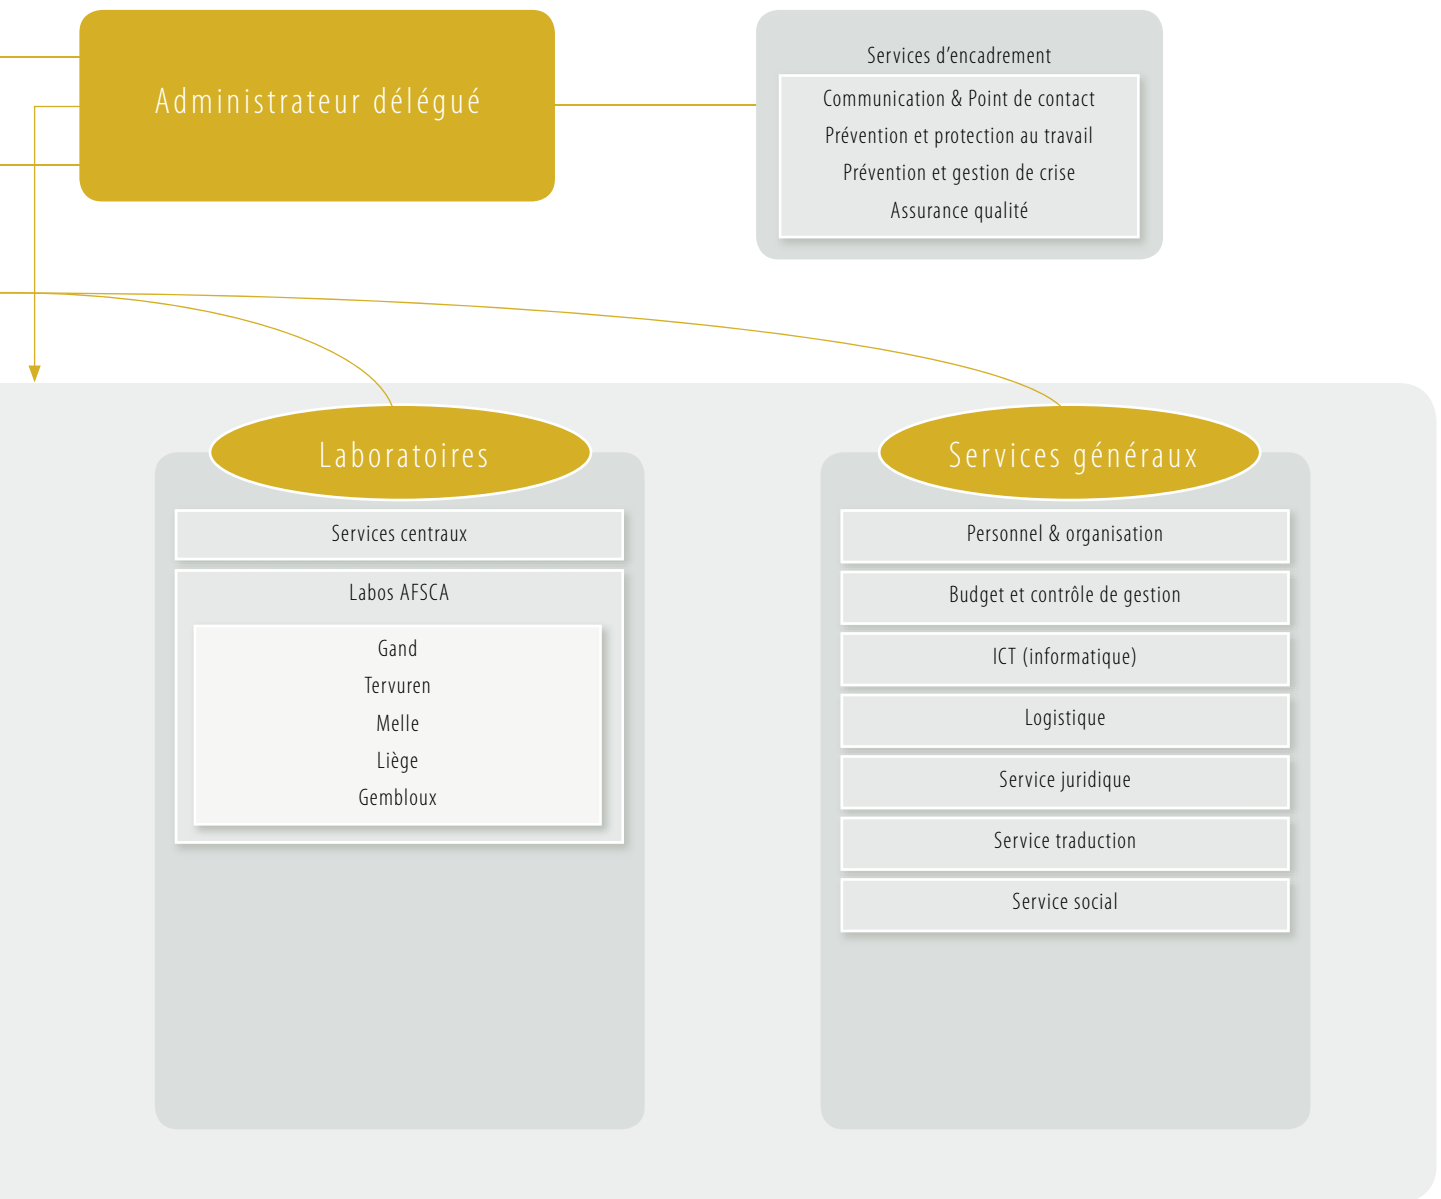 Administrateur délégué
Services d’encadrement
Communication & Point de contact
Prévention et protection au travail
Prévention et gestion de crise
Assurance qualité
Laboratoires
Services centraux
Labos AFSCA
Gand
Tervuren
Melle
Liège
Gembloux
Services généraux
Personnel & organisation
Budget et contrôle de gestion
ICT (informatique)
Logistique
Service juridique
Service traduction
Service social